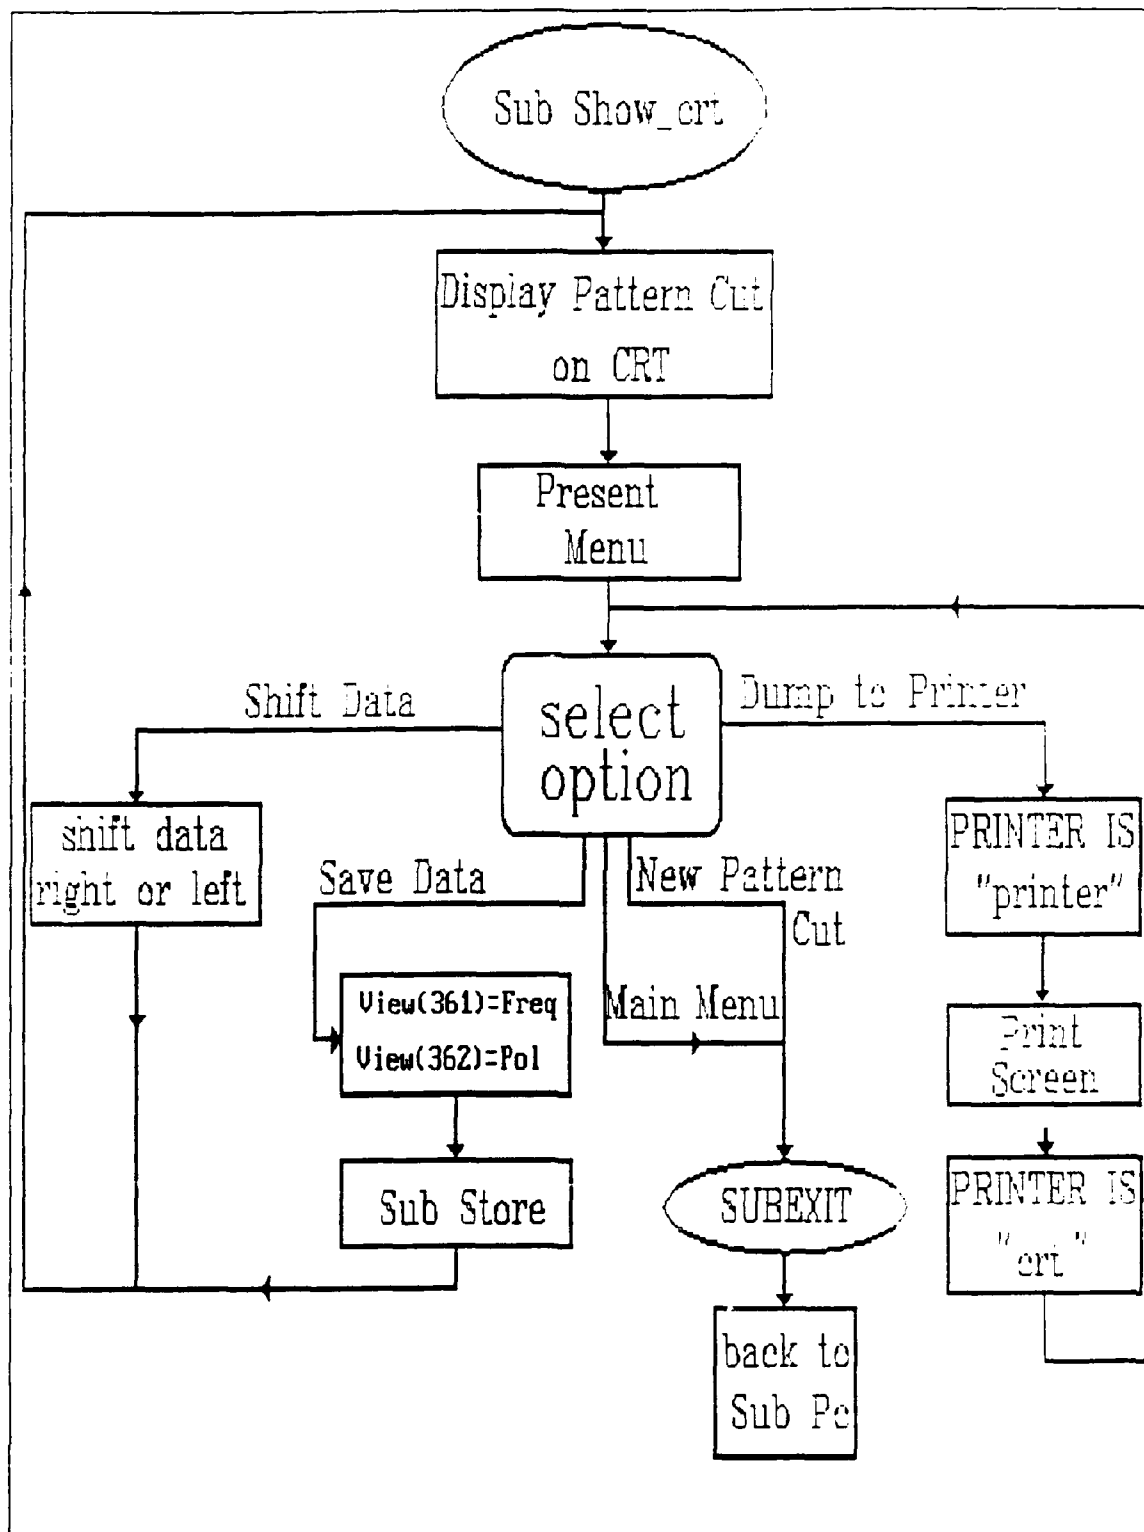 Sub Show_crt
Display Pattern Cut
on CRT
Present
Menu
select
option
Shift Data
Dump to Printer
shift data
right or left
Save Data
New Pattern
Cut
PRINTER IS
"printer"
View(361)=Freq
View(362)=Pol
Main Menu
Print
Screen
Sub Store
SUBEXIT
PRINTER IS
"crt"
back to
Sub Pc